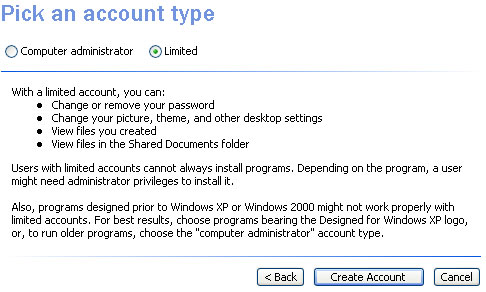 Pick an account type
Computer administrator Limited
With a limited account, you can:
● Change or remove your password
● Change your picture, theme, and other desktop settings
● View files you created
● View files in the Shared Documents folder
Users with limited accounts cannot always install programs. Depending on the program, a user
might need administrator privileges to install it.
Also, programs designed prior to Windows XP or Windows 2000 might not work properly with
limited accounts. For best results, choose programs bearing the Designed for Windows XP logo,
or, to run older programs, choose the "computer administrator" account type.
< Back Create Account Cancel